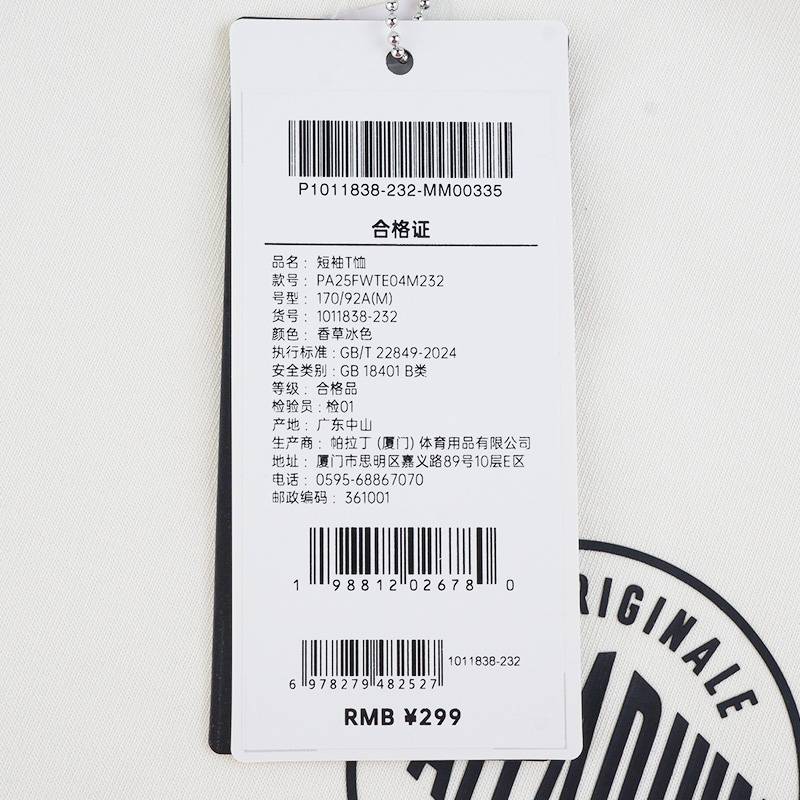 P1011838-232-MM00335
合格证
品名：短袖T恤
款号：PA25FWTE04M232
号型：170/92A(M)
货号：1011838-232
颜色：香草冰色
执行标准：GB/T 22849-2024
安全类别：GB 18401 B类
等级：合格品
检验员：检01
产地：广东中山
生产商：帕拉丁(厦门)体育用品有限公司
地址：厦门市思明区嘉义路89号10层E区
电话：0595-68867070
邮政编码：361001
1 98812 02678 0
1011838-232
6 978279 482527
RMB ¥299
ORIGINALE